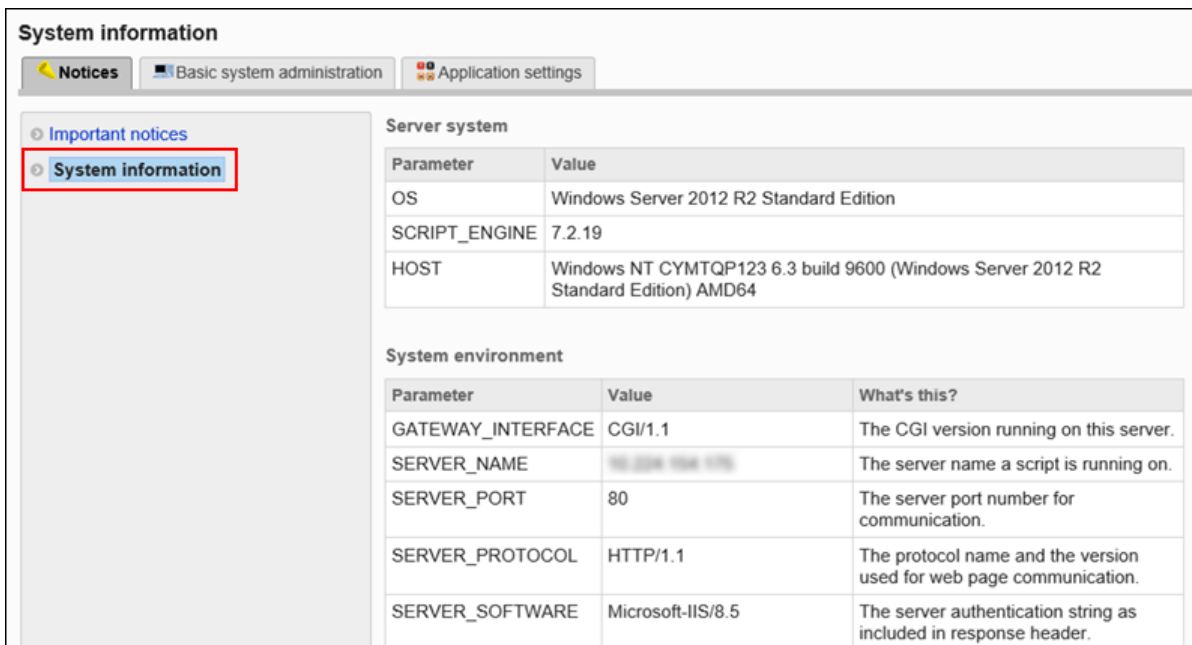 System information
Notices
Basic system administration
Application settings
Important notices
System information
Server system
Parameter Value
OS Windows Server 2012 R2 Standard Edition
SCRIPT_ENGINE 7.2.19
HOST Windows NT CYMTQP123 6.3 build 9600 (Windows Server 2012 R2
Standard Edition) AMD64
System environment
Parameter Value What's this?
GATEWAY_INTERFACE CGI/1.1 The CGI version running on this server.
SERVER_NAME The server name a script is running on.
SERVER_PORT 80 The server port number for
communication.
SERVER_PROTOCOL HTTP/1.1 The protocol name and the version
used for web page communication.
SERVER_SOFTWARE Microsoft-IIS/8.5 The server authentication string as
included in response header.